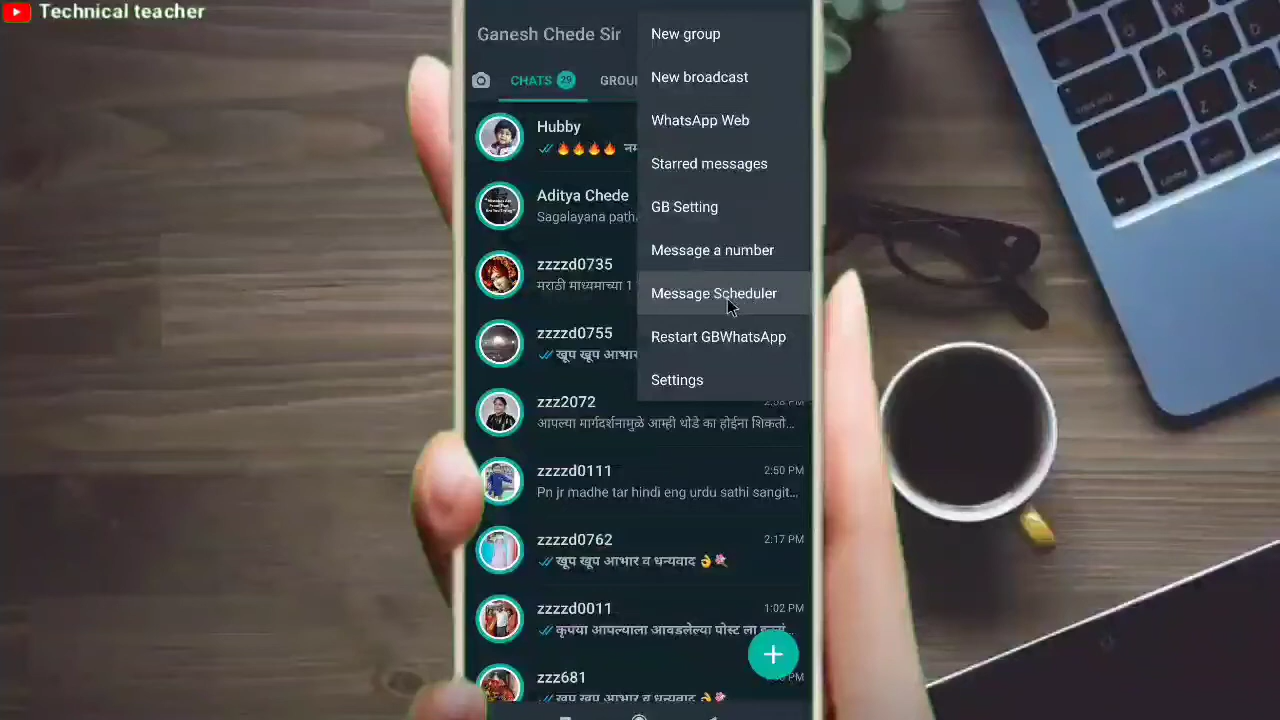 Technical teacher
Ganesh Chede Sir
CHATS 29 GROU
New group
New broadcast
WhatsApp Web
Starred messages
GB Setting
Message a number
Message Scheduler
Restart GBWhatsApp
Settings
Hubby
🔥🔥🔥🔥
Aditya Chede
Sagalayana path
zzzzd0735
मराठी माध्यमाच्या 1
zzzzd0755
खूप खूप आभार
zzz2072
आपल्या मार्गदर्शनामुळे आम्ही थोडे का होईना शिकतो...
zzzzd0111 2:50 PM
Pn jr madhe tar hindi eng urdu sathi sangit...
zzzzd0762 2:17 PM
खूप खूप आभार व धन्यवाद 👌💐
zzzzd0011 1:02 PM
कृपया आपल्याला आवडलेल्या पोस्ट ला
zzz681
खूप खूप आभार व धन्यवाद 👌💐